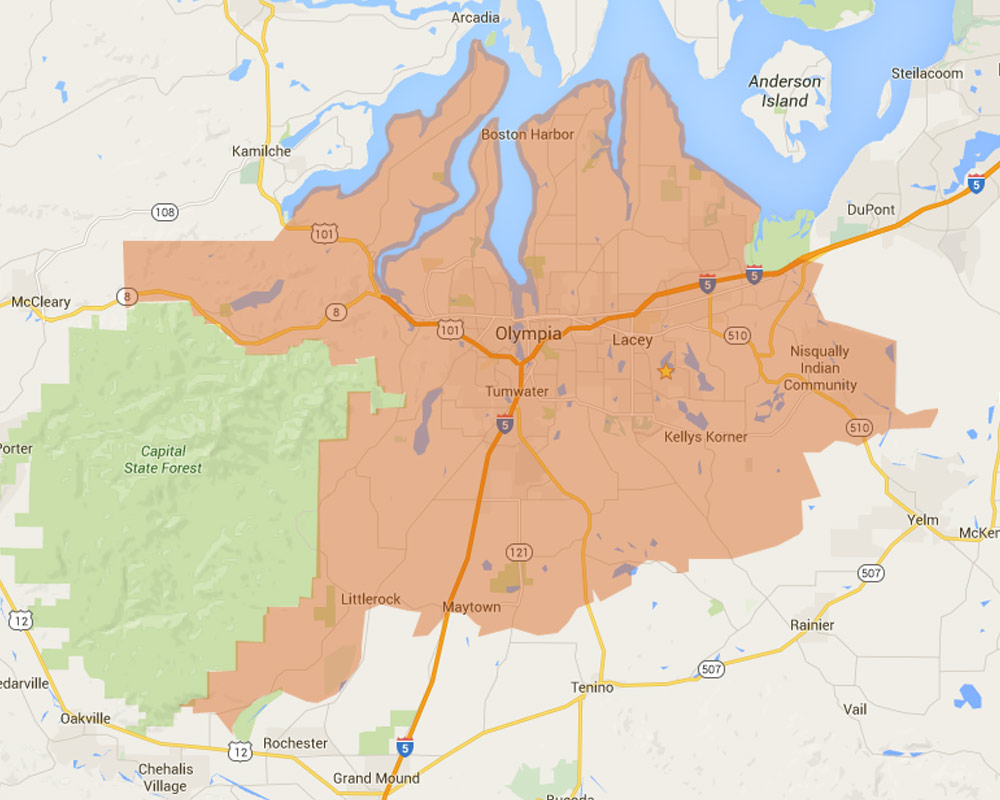 Arcadia
Anderson
Island
Steilacoom
Boston Harbor
Kamilche
5
108
DuPont
101
5
5
8
McCleary
8
101
Olympia
510
Lacey
Nisqually
Indian
Community
Tumwater
5
510
Kellys Korner
Porter
Capital
State Forest
Yelm
McKen
121
507
Littlerock
Maytown
12
Rainier
507
edarville
Tenino
Oakville
Vail
12
Rochester
5
Chehalis
Village
Grand Mound